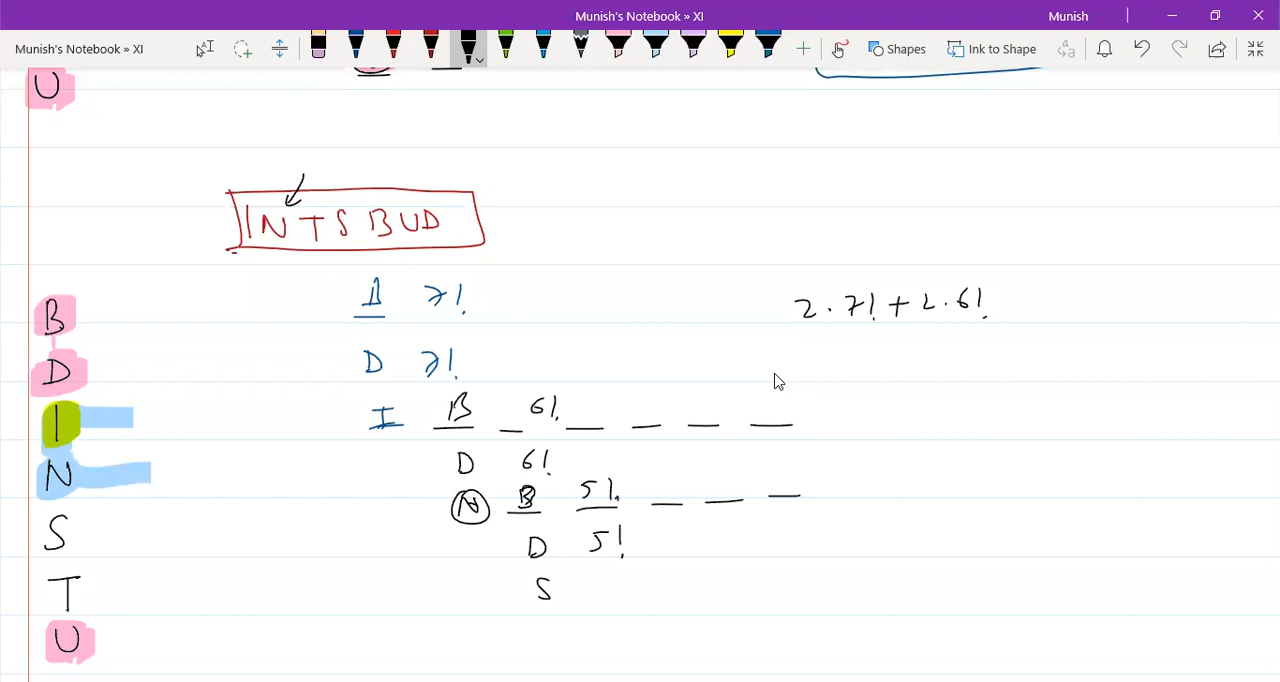 Munish's Notebook » XI
Munish
Munish's Notebook » XI
Shapes
Ink to Shape
U
INTSBUD
B 7!
2·7! + 2·6!
D 7!
I B 6!
D 6!
N B 5!
D 5!
S
B
D
I
N
S
T
U